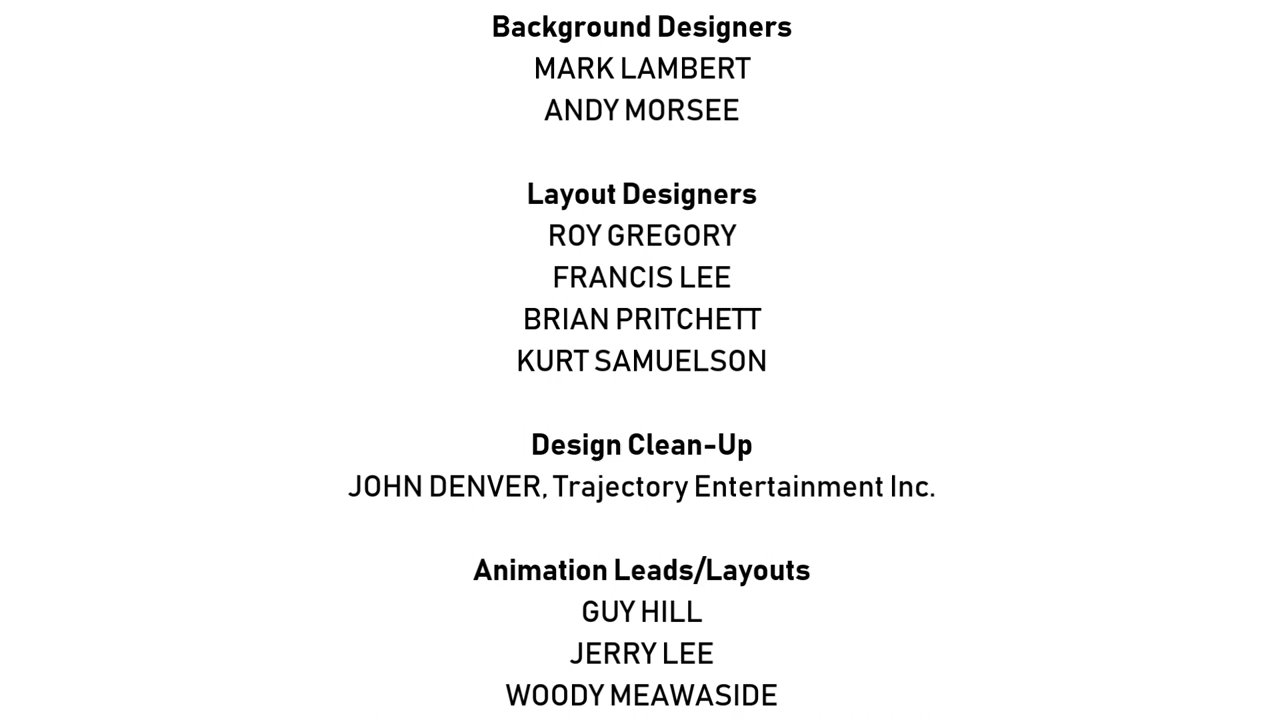 Background Designers
MARK LAMBERT
ANDY MORSEE
Layout Designers
ROY GREGORY
FRANCIS LEE
BRIAN PRITCHETT
KURT SAMUELSON
Design Clean-Up
JOHN DENVER, Trajectory Entertainment Inc.
Animation Leads/Layouts
GUY HILL
JERRY LEE
WOODY MEAWASIDE